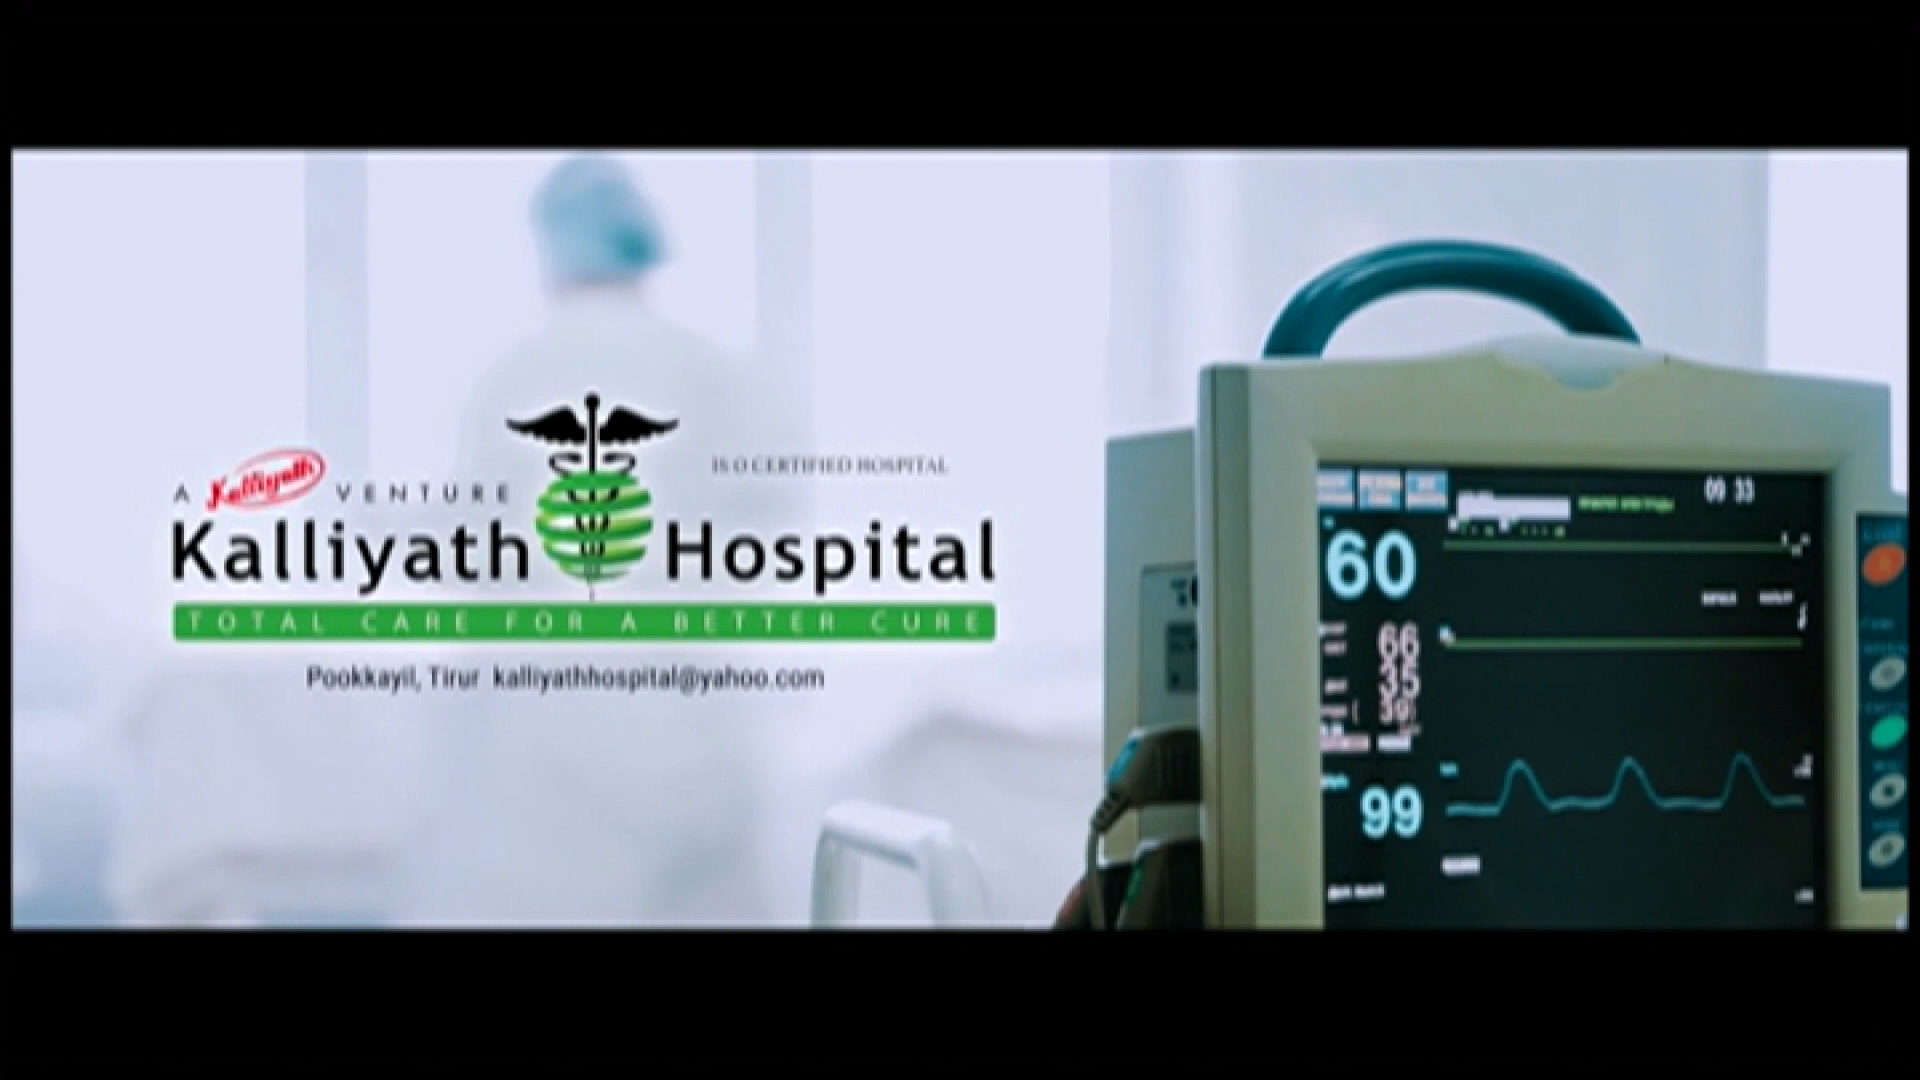 A Kalliyath VENTURE
IS O CERTIFIED HOSPITAL
Kalliyath Hospital
TOTAL CARE FOR A BETTER CURE
Pookkayil, Tirur kalliyathhospital@yahoo.com
09 33
60
66
99